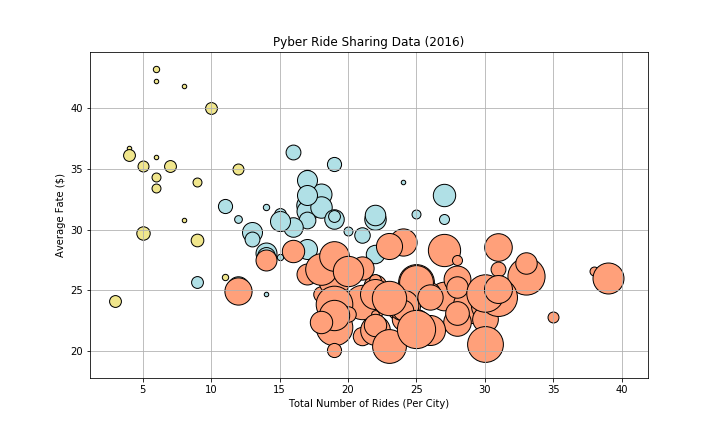 Pyber Ride Sharing Data (2016)
Average Fate ($)
40
35
30
25
20
5 10 15 20 25 30 35 40
Total Number of Rides (Per City)